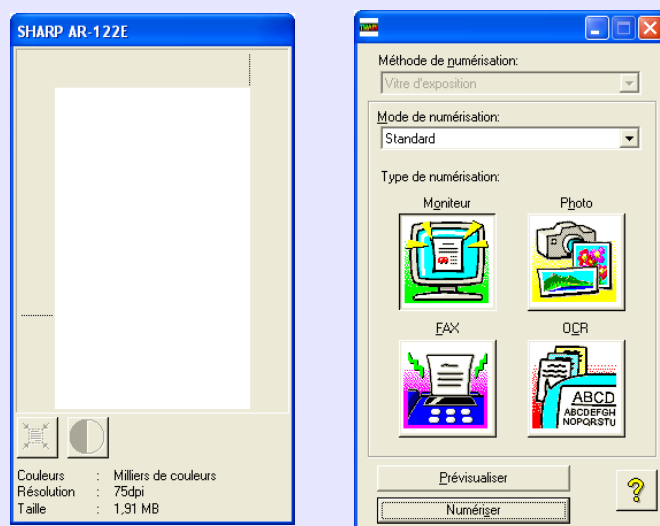 SHARP AR-122E
Couleurs : Milliers de couleurs
Résolution : 75dpi
Taille : 1,91 MB
TWAIN
Méthode de numérisation:
Vitre d'exposition
Mode de numérisation:
Standard
Type de numérisation:
Moniteur
Photo
FAX
OCR
ABCD
ABCDEFGH
NOPQRSTU
Prévisualiser
Numériser